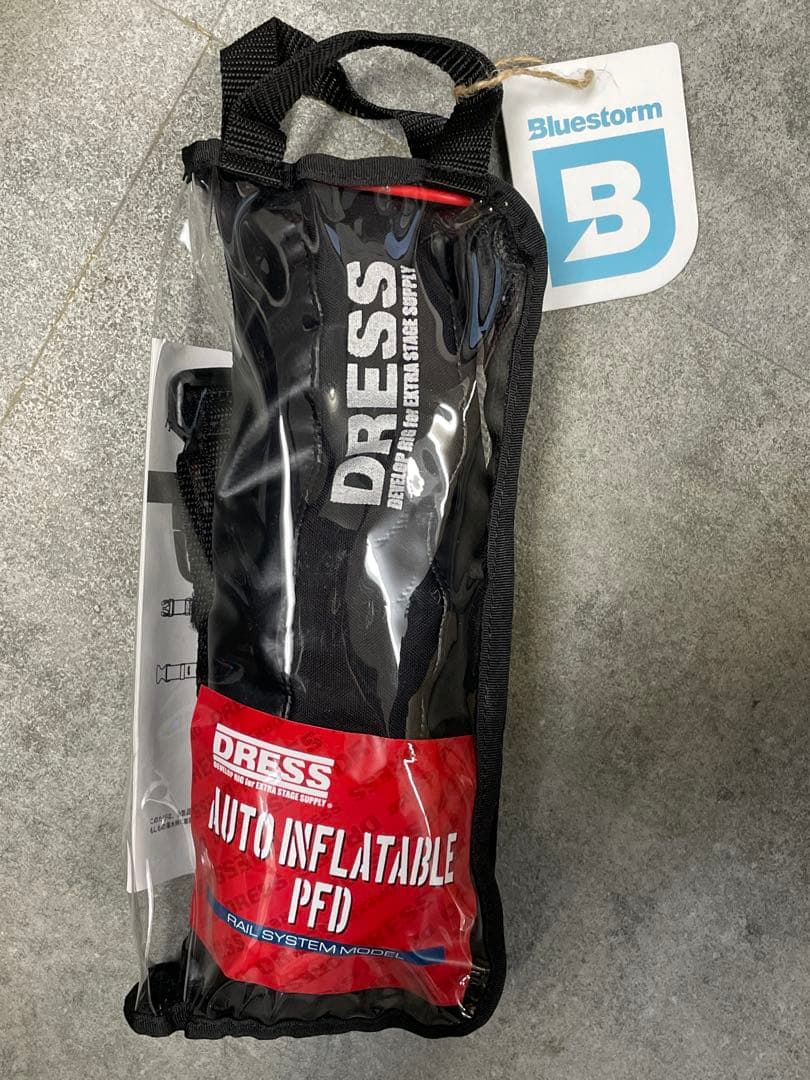 Bluestorm
B
DRESS
DEVELOP RIG for EXTRA STAGE SUPPLY
DRESS
DEVELOP RIG for EXTRA STAGE SUPPLY®
AUTO INFLATABLE
PFD
RAIL SYSTEM MODEL